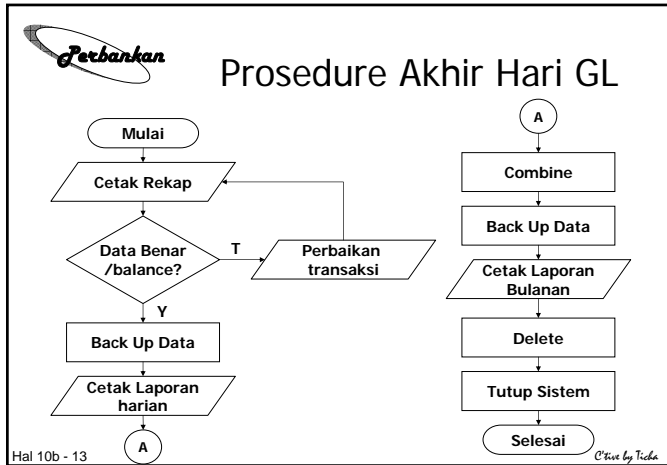 Perbankan
Prosedure Akhir Hari GL
Mulai
Cetak Rekap
Data Benar
/balance?
T
Perbaikan
transaksi
Y
Back Up Data
Cetak Laporan
harian
A
A
Combine
Back Up Data
Cetak Laporan
Bulanan
Delete
Tutup Sistem
Selesai
Hal 10b - 13
C'tive by Ticha